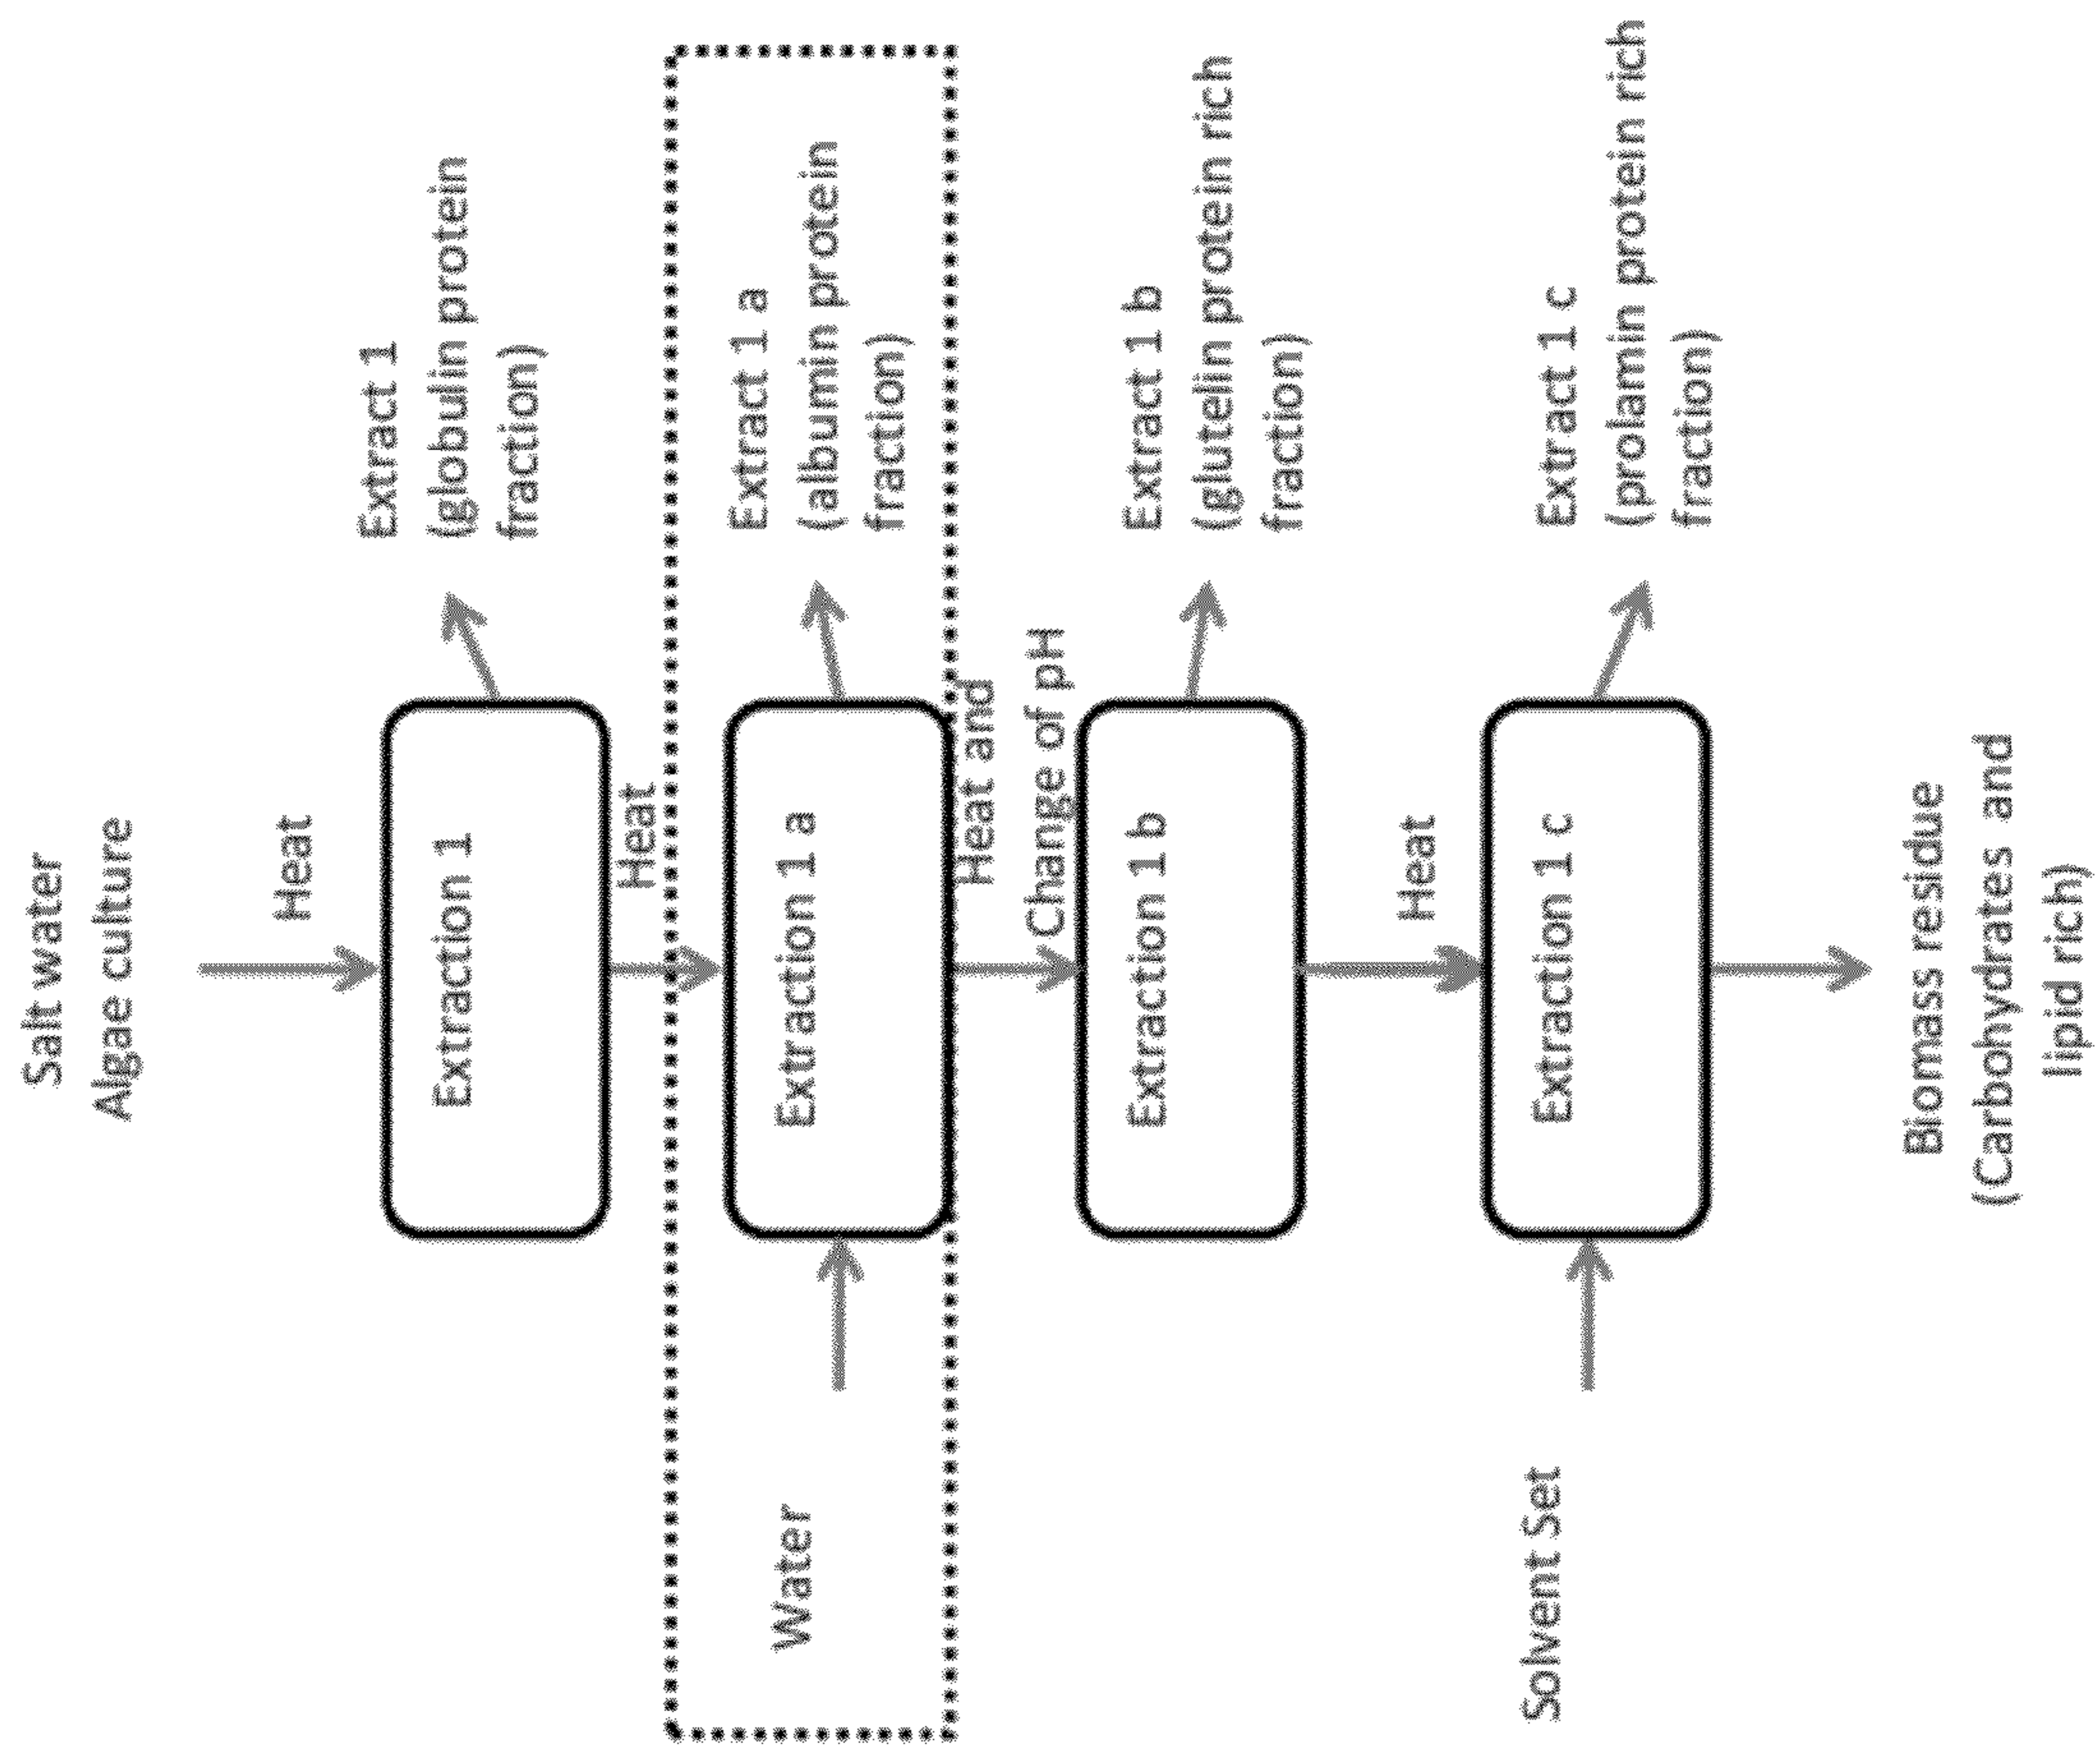 Salt water
Algae culture
Heat
Extraction 1
Extract 1
(globulin protein
fraction)
Heat
Water
Extraction 1 a
Extract 1 a
(albumin protein
fraction)
Heat and
Change of pH
Extraction 1 b
Extract 1 b
(glutelin protein rich
fraction)
Heat
Solvent Set
Extraction 1 c
Extract 1 c
(prolamin protein rich
fraction)
Biomass residue
(Carbohydrates and
lipid rich)